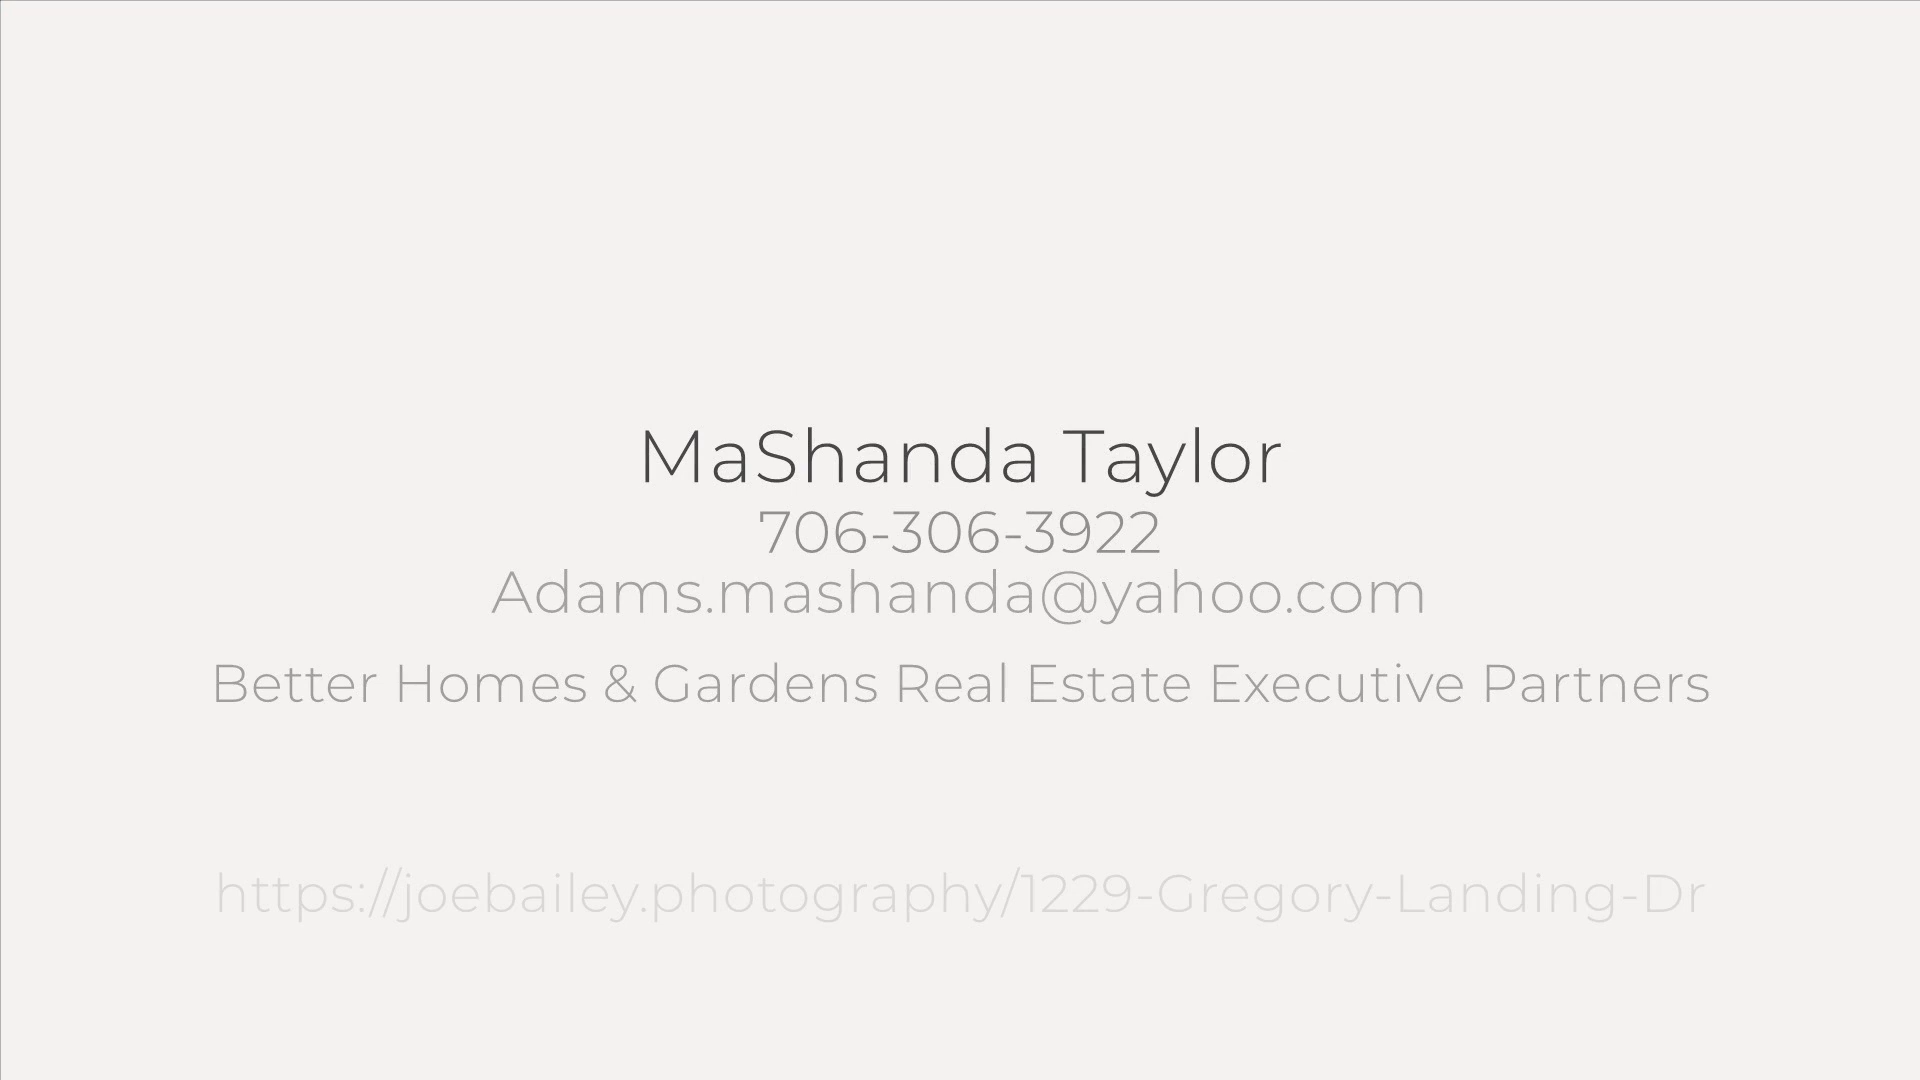 MaShanda Taylor
706-306-3922
Adams.mashanda@yahoo.com
Better Homes & Gardens Real Estate Executive Partners
https://joebailey.photography/1229-Gregory-Landing-Dr